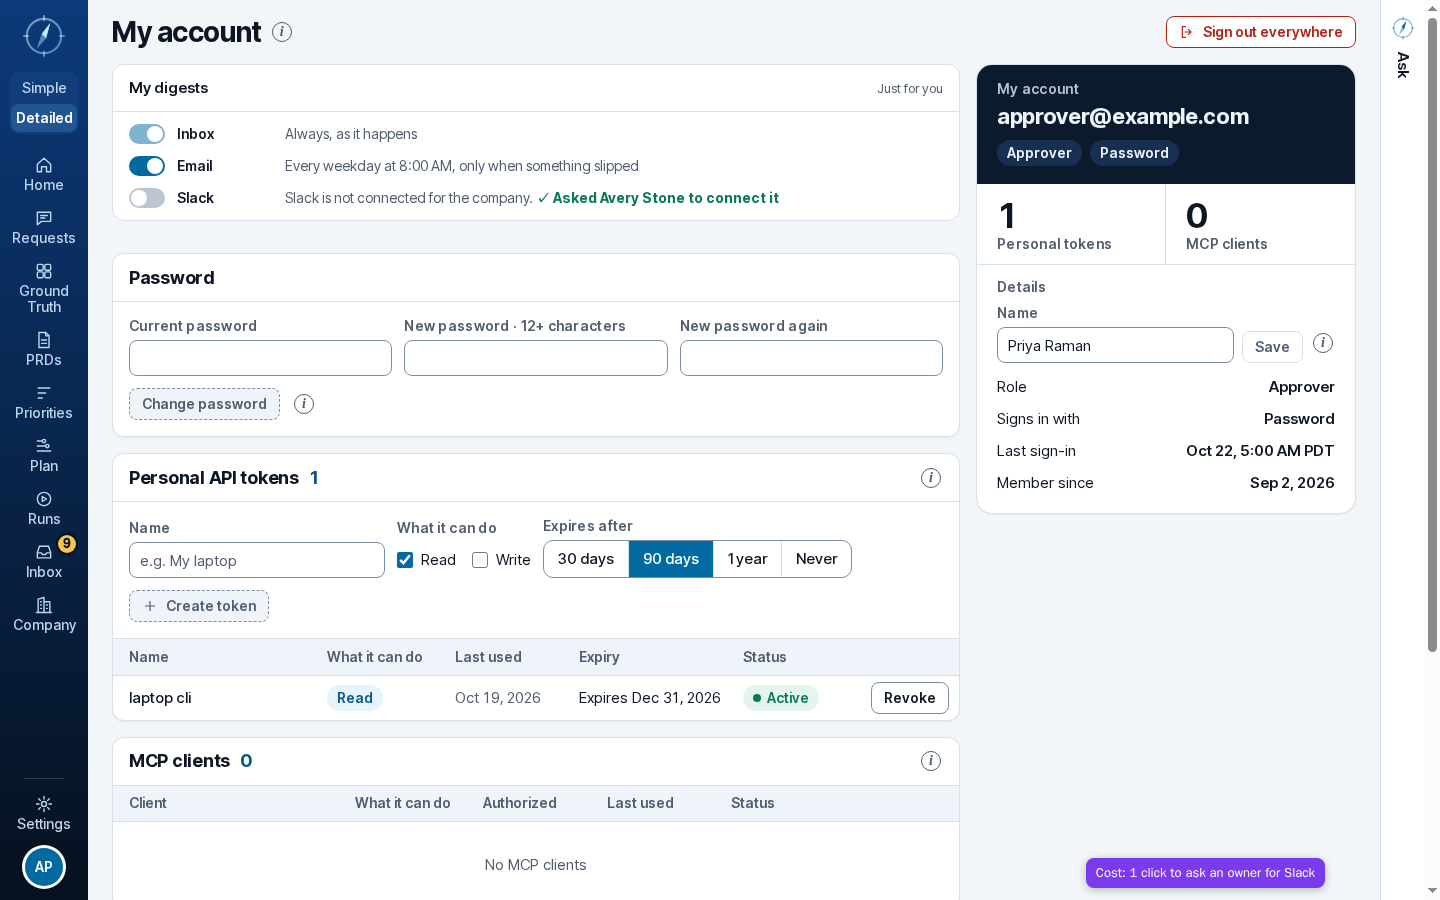 Simple
Detailed
Home
Requests
Ground
Truth
PRDs
Priorities
Plan
Runs
9
Inbox
Company
Settings
AP
My account
i
Sign out everywhere
My digests
Just for you
Inbox
Always, as it happens
Email
Every weekday at 8:00 AM, only when something slipped
Slack
Slack is not connected for the company. ✓ Asked Avery Stone to connect it
Password
Current password
New password · 12+ characters
New password again
Change password
i
Personal API tokens 1
i
Name
What it can do
Expires after
e.g. My laptop
Read
Write
30 days
90 days
1 year
Never
+ Create token
Name What it can do Last used Expiry Status
laptop cli Read Oct 19, 2026 Expires Dec 31, 2026 Active Revoke
MCP clients 0
i
Client What it can do Authorized Last used Status
No MCP clients
My account
approver@example.com
Approver
Password
1
Personal tokens
0
MCP clients
Details
Name
Priya Raman
Save
i
Role Approver
Signs in with Password
Last sign-in Oct 22, 5:00 AM PDT
Member since Sep 2, 2026
Cost: 1 click to ask an owner for Slack
Ask